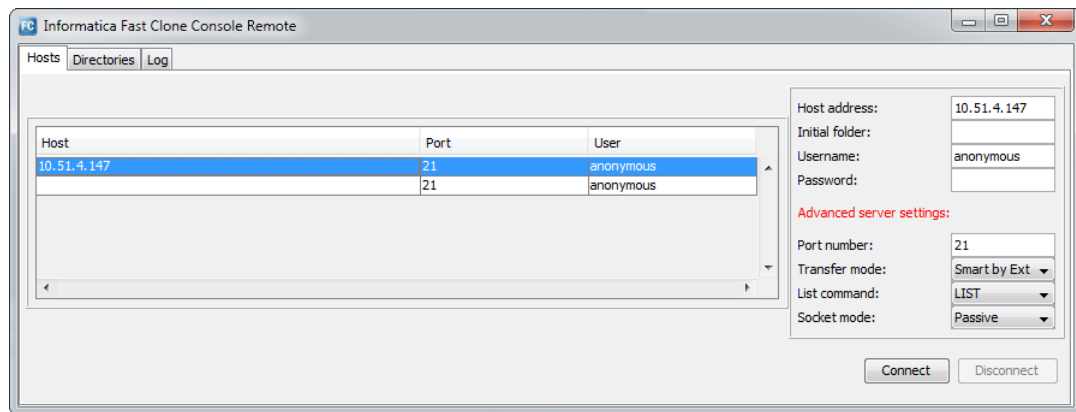 FC Informatica Fast Clone Console Remote
Hosts Directories Log
Host Port User
10.51.4.147 21 anonymous
21 anonymous
Host address: 10.51.4.147
Initial folder:
Username: anonymous
Password:
Advanced server settings:
Port number: 21
Transfer mode: Smart by Ext
List command: LIST
Socket mode: Passive
Connect Disconnect